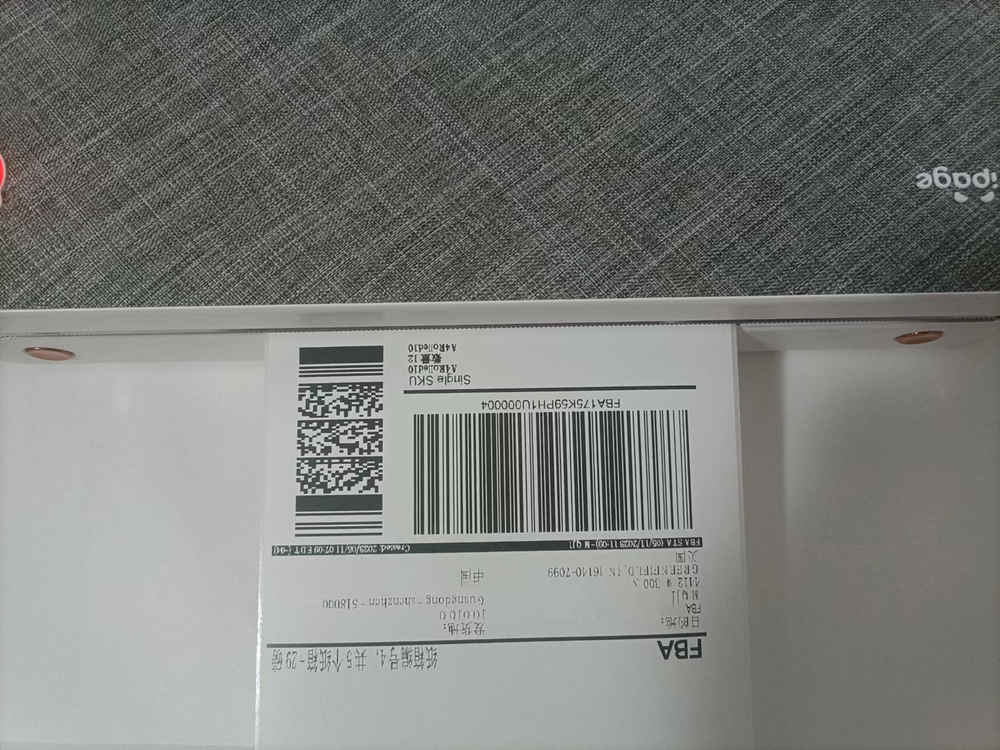 FBA
纸箱编号4，共5个纸箱-29磅
目的地：
FBA
MQJ1
4412 W 300 N
GREENFIELD, IN 46140-7099
美国
发货地：
Guangdong - shenzhen - 518000
中国
FBA STA (05/11/2023 11:09)-MQJ1
Created: 2023/05/11 07:09 EDT (-04)
FBA175K59PH1U000004
Single SKU
A4Rolled10
数量 12
A4Rolled10
ipage